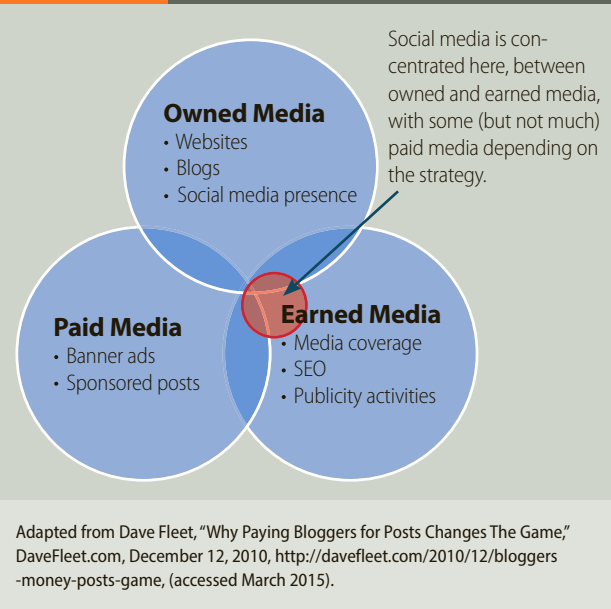 Social media is con-
centrated here, between
owned and earned media,
with some (but not much)
paid media depending on
the strategy.
Owned Media
• Websites
• Blogs
• Social media presence
Paid Media
• Banner ads
• Sponsored posts
Earned Media
• Media coverage
• SEO
• Publicity activities
Adapted from Dave Fleet, “Why Paying Bloggers for Posts Changes The Game,”
DaveFleet.com, December 12, 2010, http://davefleet.com/2010/12/bloggers
-money-posts-game, (accessed March 2015).